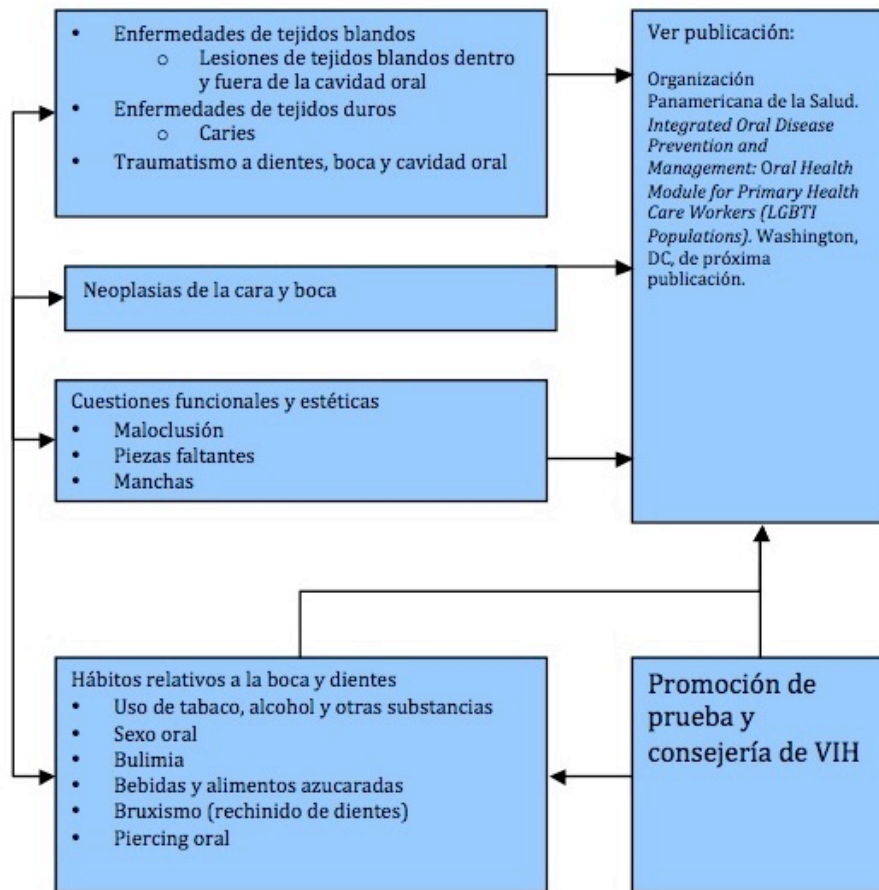 • Enfermedades de tejidos blandos
o Lesiones de tejidos blandos dentro
y fuera de la cavidad oral
• Enfermedades de tejidos duros
o Caries
• Traumatismo a dientes, boca y cavidad oral
Neoplasias de la cara y boca
Cuestiones funcionales y estéticas
• Maloclusión
• Piezas faltantes
• Manchas
Ver publicación:
Organización
Panamericana de la Salud.
Integrated Oral Disease
Prevention and
Management: Oral Health
Module for Primary Health
Care Workers (LGBTI
Populations). Washington,
DC, de próxima
publicación.
Hábitos relativos a la boca y dientes
• Uso de tabaco, alcohol y otras substancias
• Sexo oral
• Bulimia
• Bebidas y alimentos azucaradas
• Bruxismo (rechinido de dientes)
• Piercing oral
Promoción de
prueba y
consejería de VIH